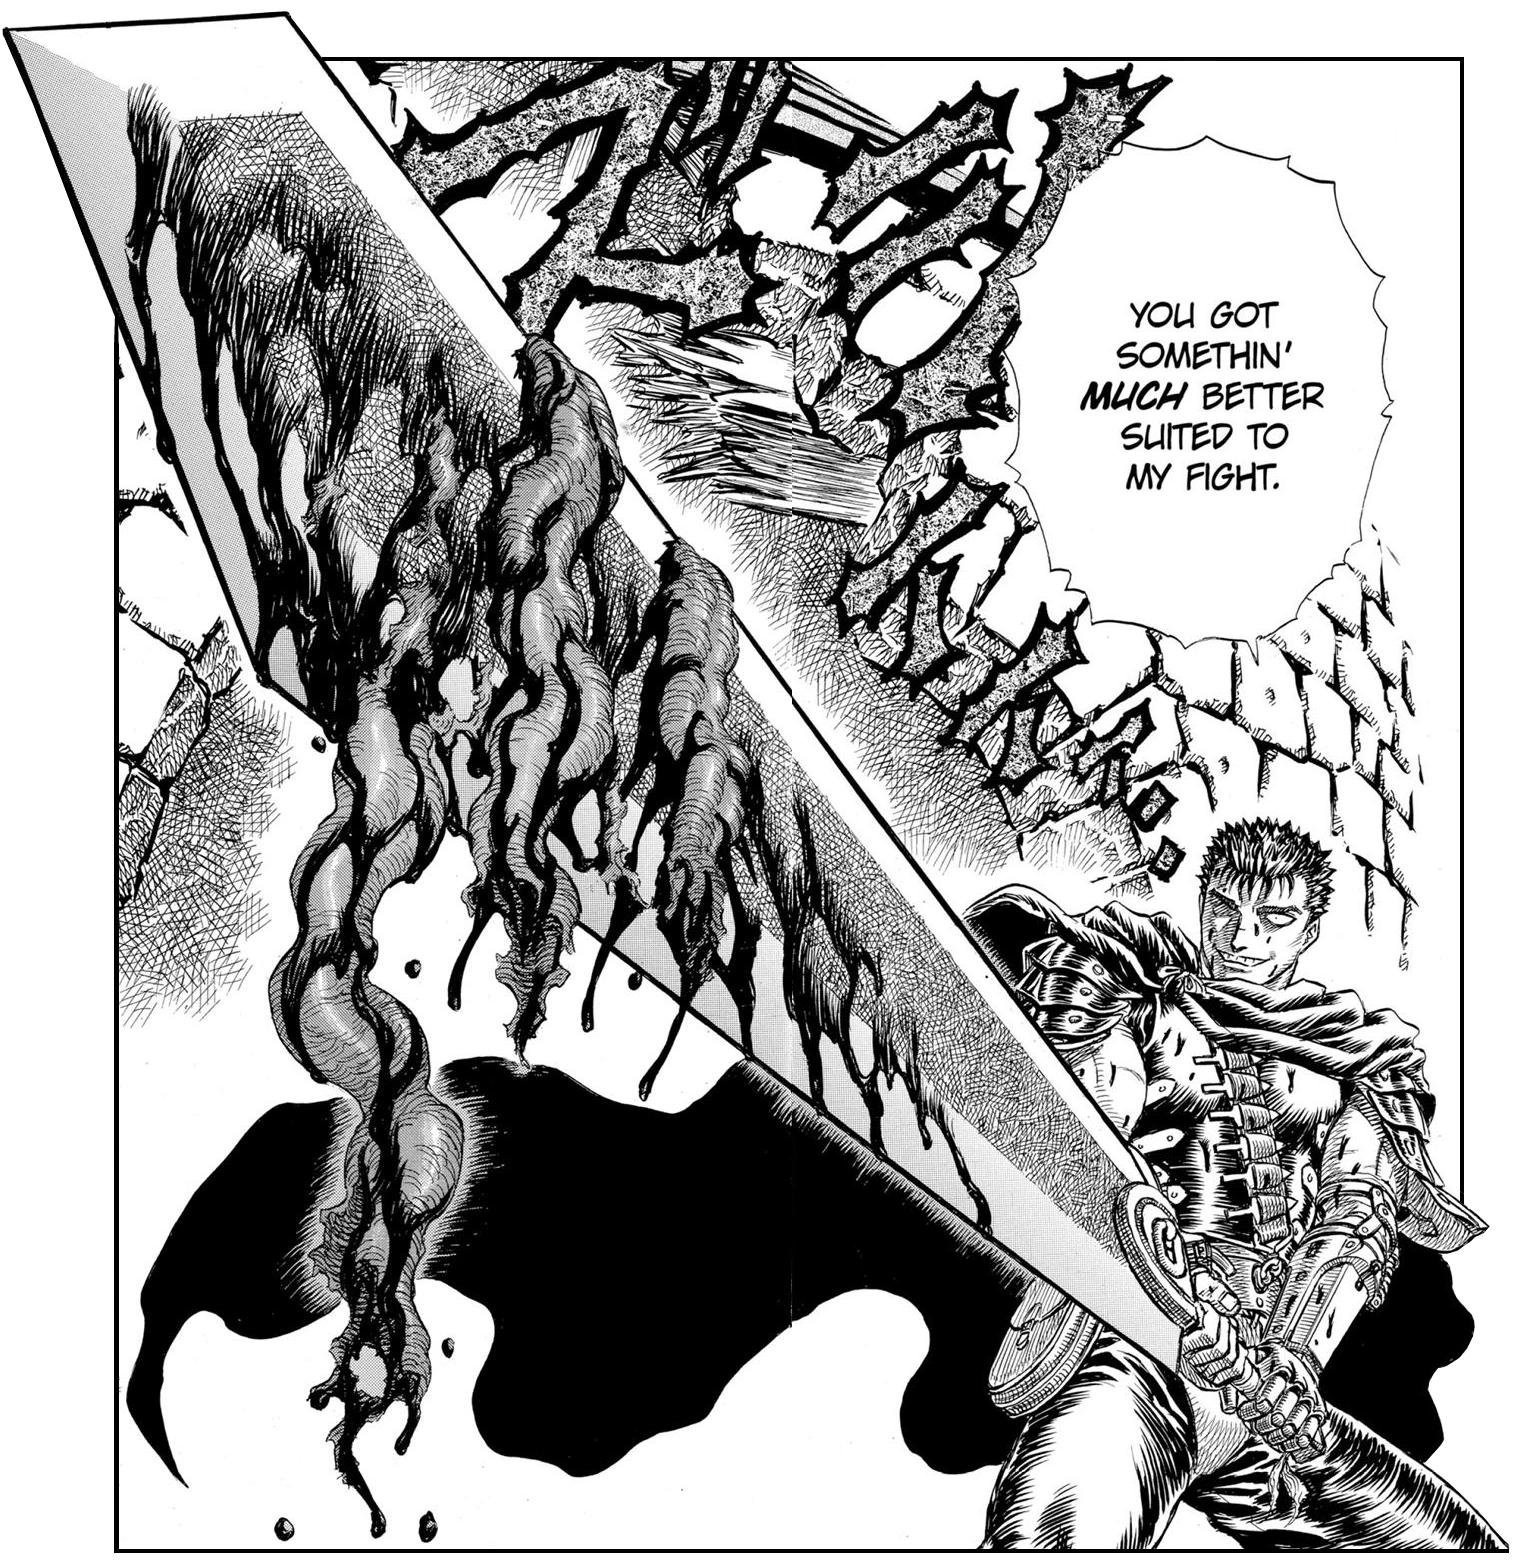 YOU GOT
SOMETHIN'
MUCH BETTER
SUITED TO
MY FIGHT.